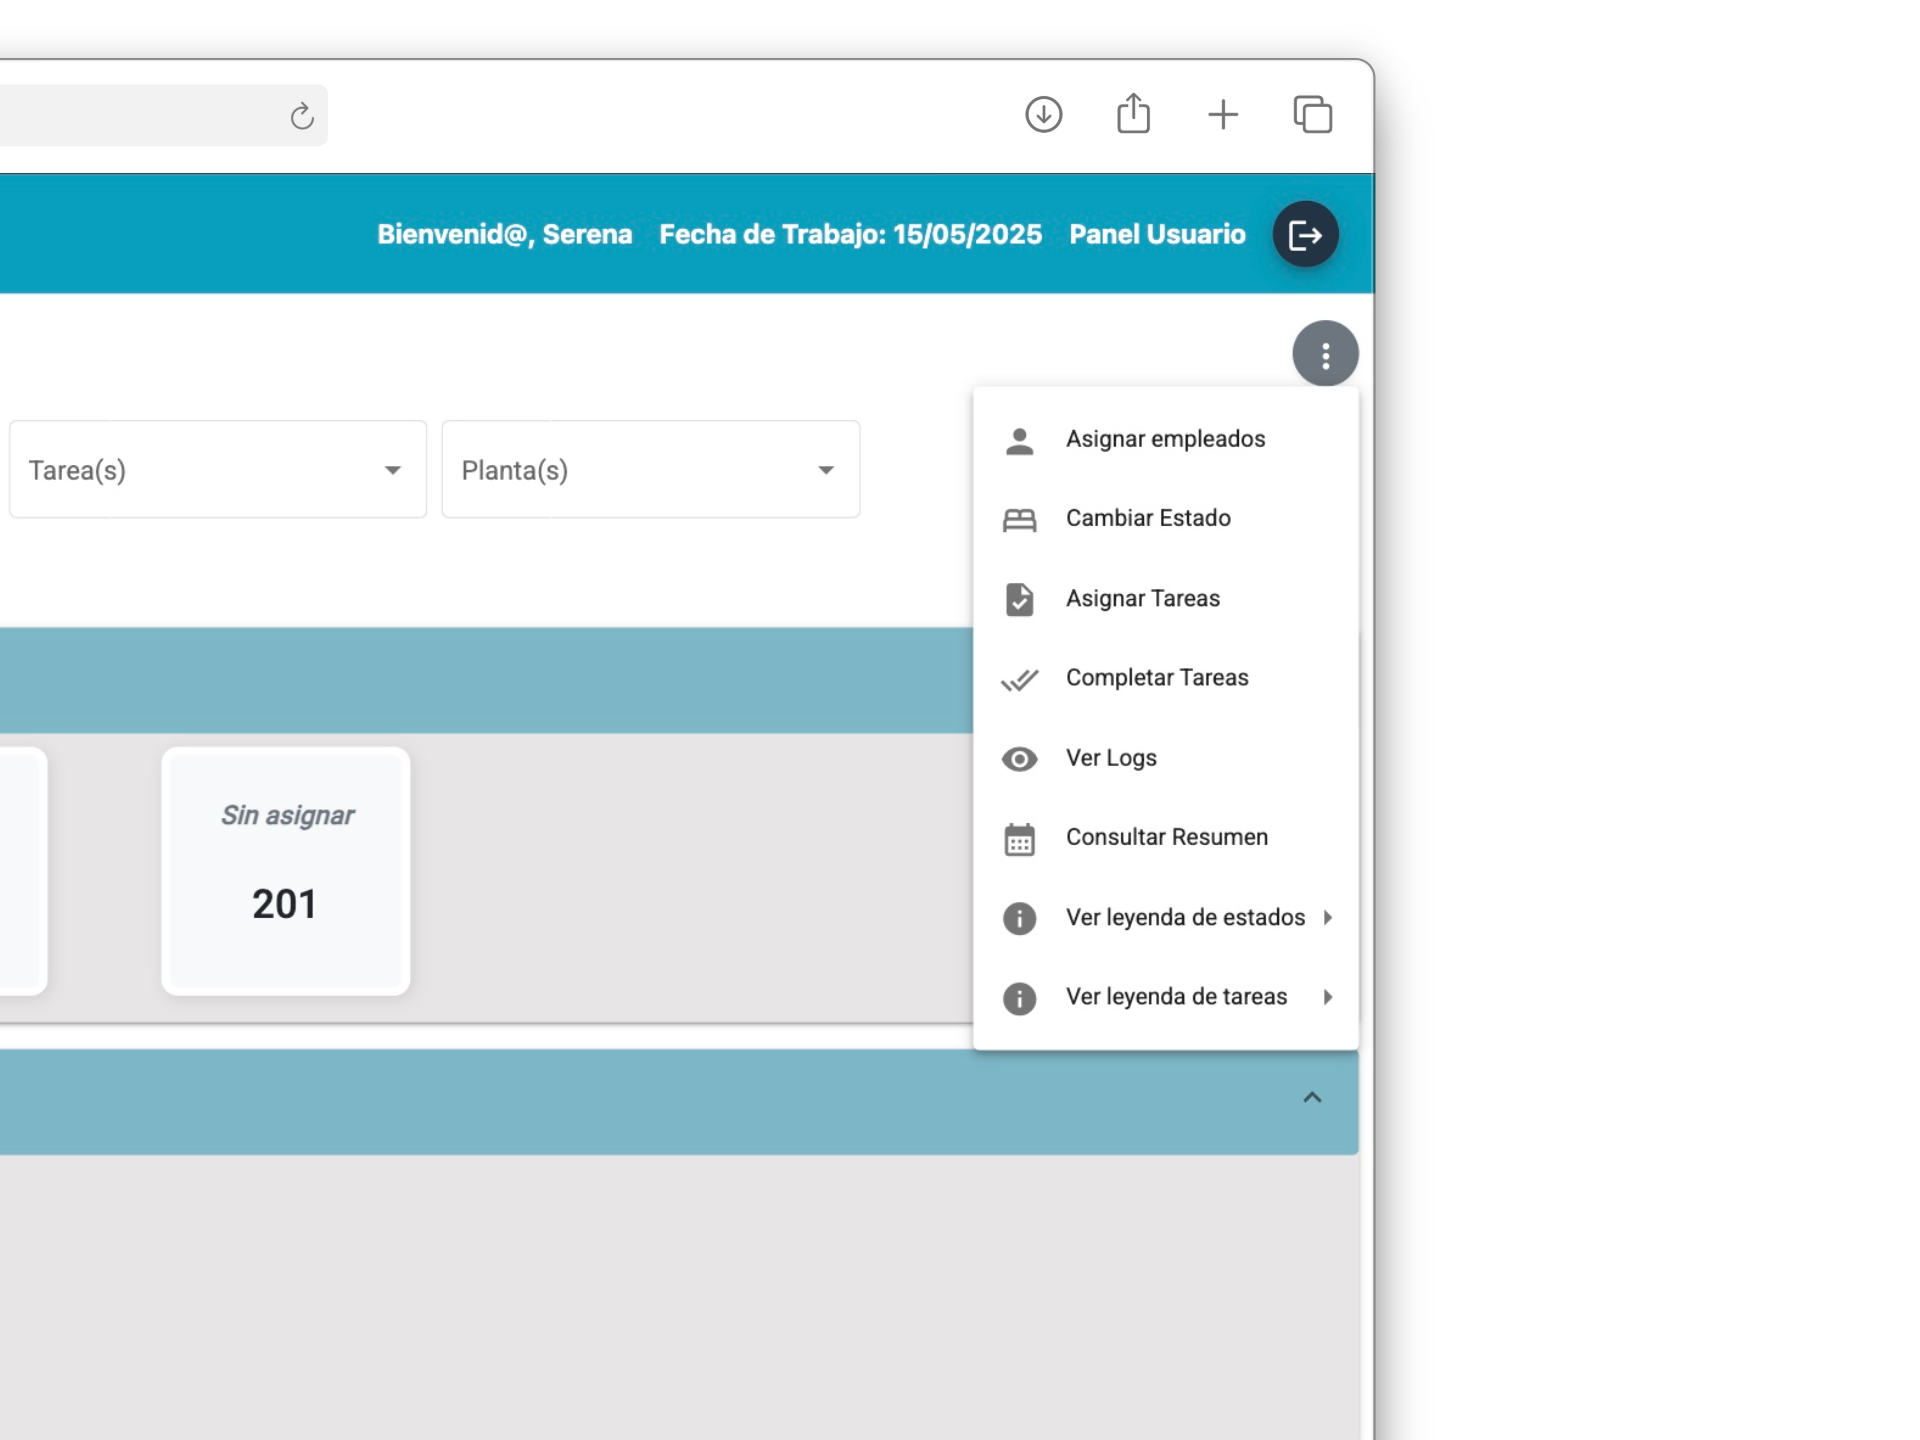 Bienvenid@, Serena Fecha de Trabajo: 15/05/2025 Panel Usuario
Tarea(s)
Planta(s)
Asignar empleados
Cambiar Estado
Asignar Tareas
Completar Tareas
Ver Logs
Consultar Resumen
Ver leyenda de estados
Ver leyenda de tareas
Sin asignar
201